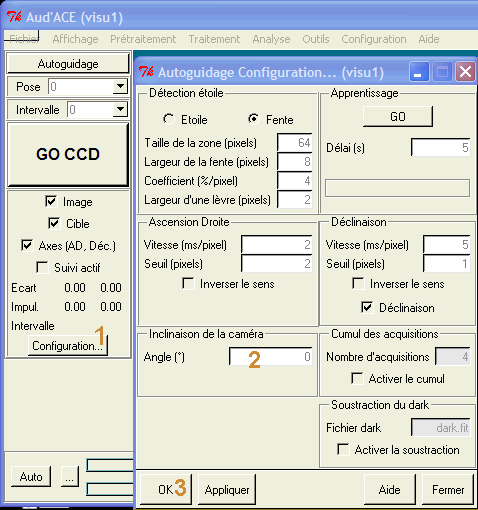 Aud'ACE (visu1)
Fichier Affichage Prétraitement Traitement Analyse Outils Configuration Aide
Autoguidage
Pose 0
Intervalle 0
GO CCD
Image
Cible
Axes (AD, Déc.)
Suivi actif
Ecart 0.00 0.00
Impul. 0.00 0.00
Intervalle
1
Configuration...
Auto ...
Autoguidage Configuration... (visu1)
Détection étoile
Etoile Fente
Taille de la zone (pixels) 64
Largeur de la fente (pixels) 8
Coefficient (%/pixel) 4
Largeur d'une lèvre (pixels) 2
Apprentissage
GO
Délai (s) 5
Ascension Droite
Vitesse (ms/pixel) 2
Seuil (pixels) 2
Inverser le sens
Déclinaison
Vitesse (ms/pixel) 5
Seuil (pixels) 1
Inverser le sens
Déclinaison
Inclinaison de la caméra
Angle (°) 2 0
Cumul des acquisitions
Nombre d'acquisitions 4
Activer le cumul
Soustraction du dark
Fichier dark dark.fit
Activer la soustraction
OK 3 Appliquer Aide Fermer